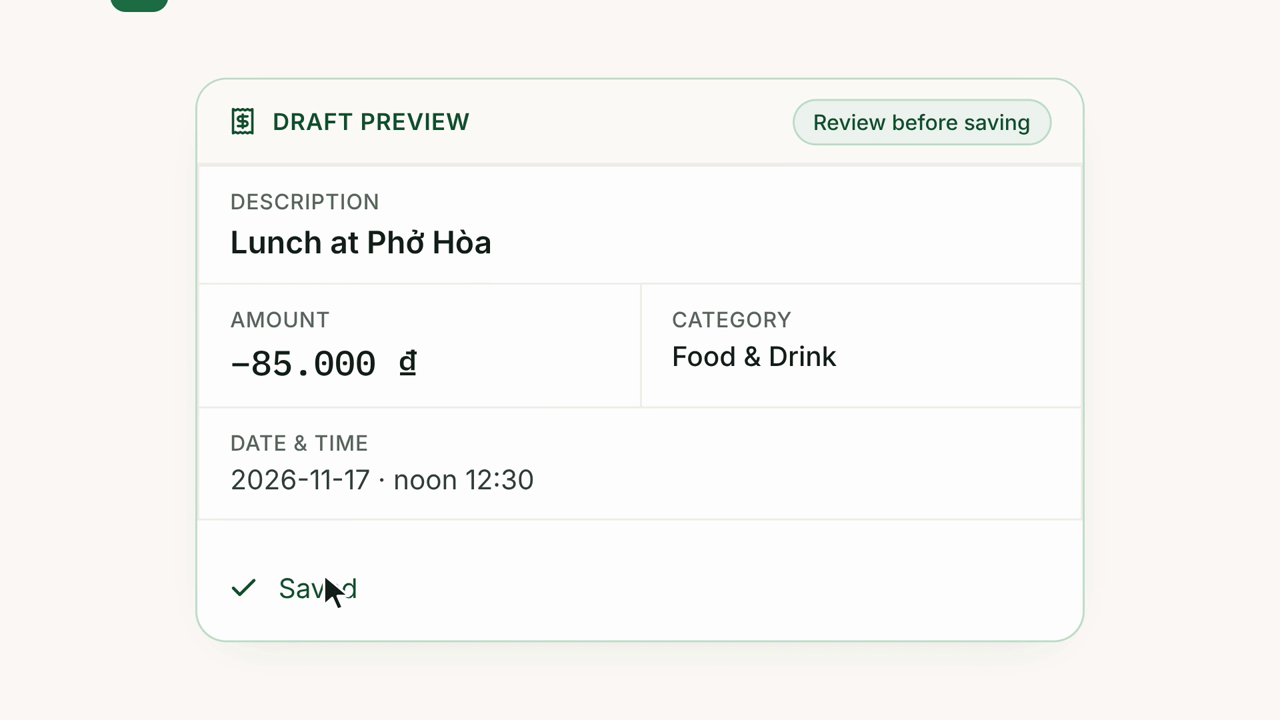 DRAFT PREVIEW
Review before saving
DESCRIPTION
Lunch at Phở Hòa
AMOUNT
−85.000 ₫
CATEGORY
Food & Drink
DATE & TIME
2026-11-17 · noon 12:30
Saved